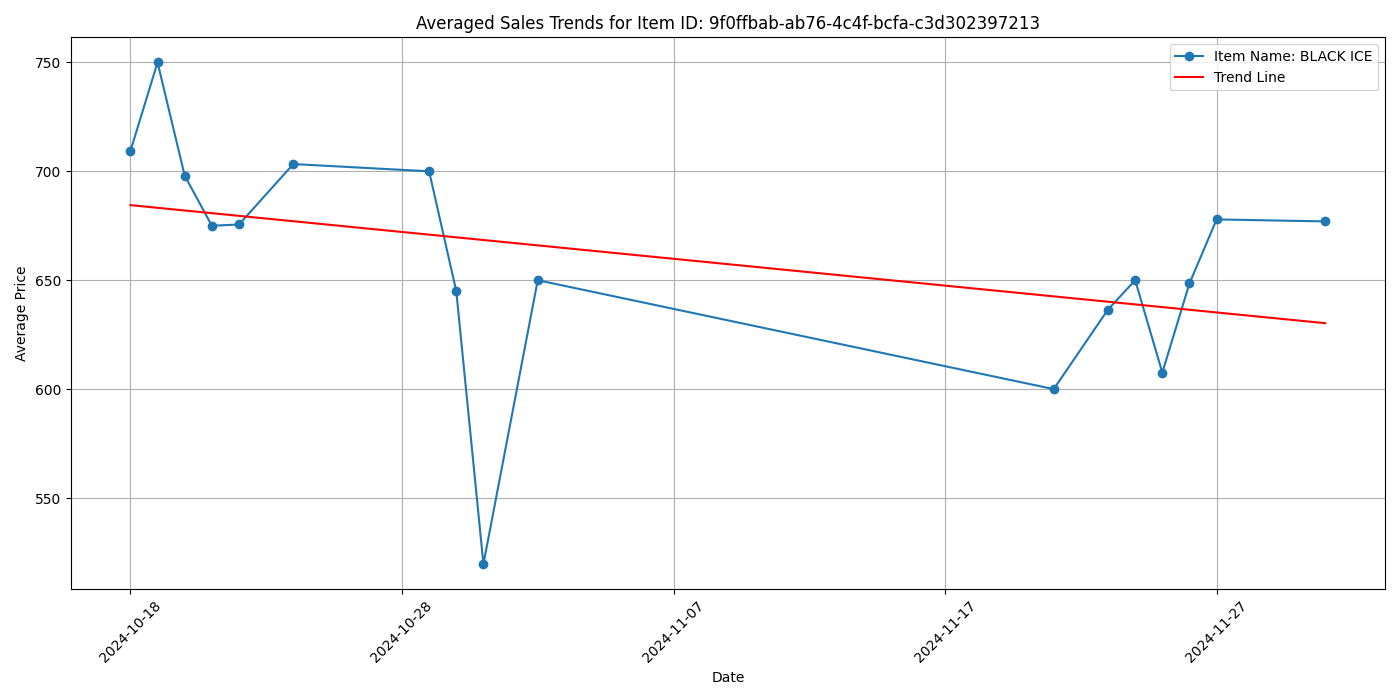 Averaged Sales Trends for Item ID: 9f0ffbab-ab76-4c4f-bcfa-c3d302397213
Item Name: BLACK ICE
Trend Line
Average Price
750
700
650
600
550
2024-10-18
2024-10-28
2024-11-07
2024-11-17
2024-11-27
Date